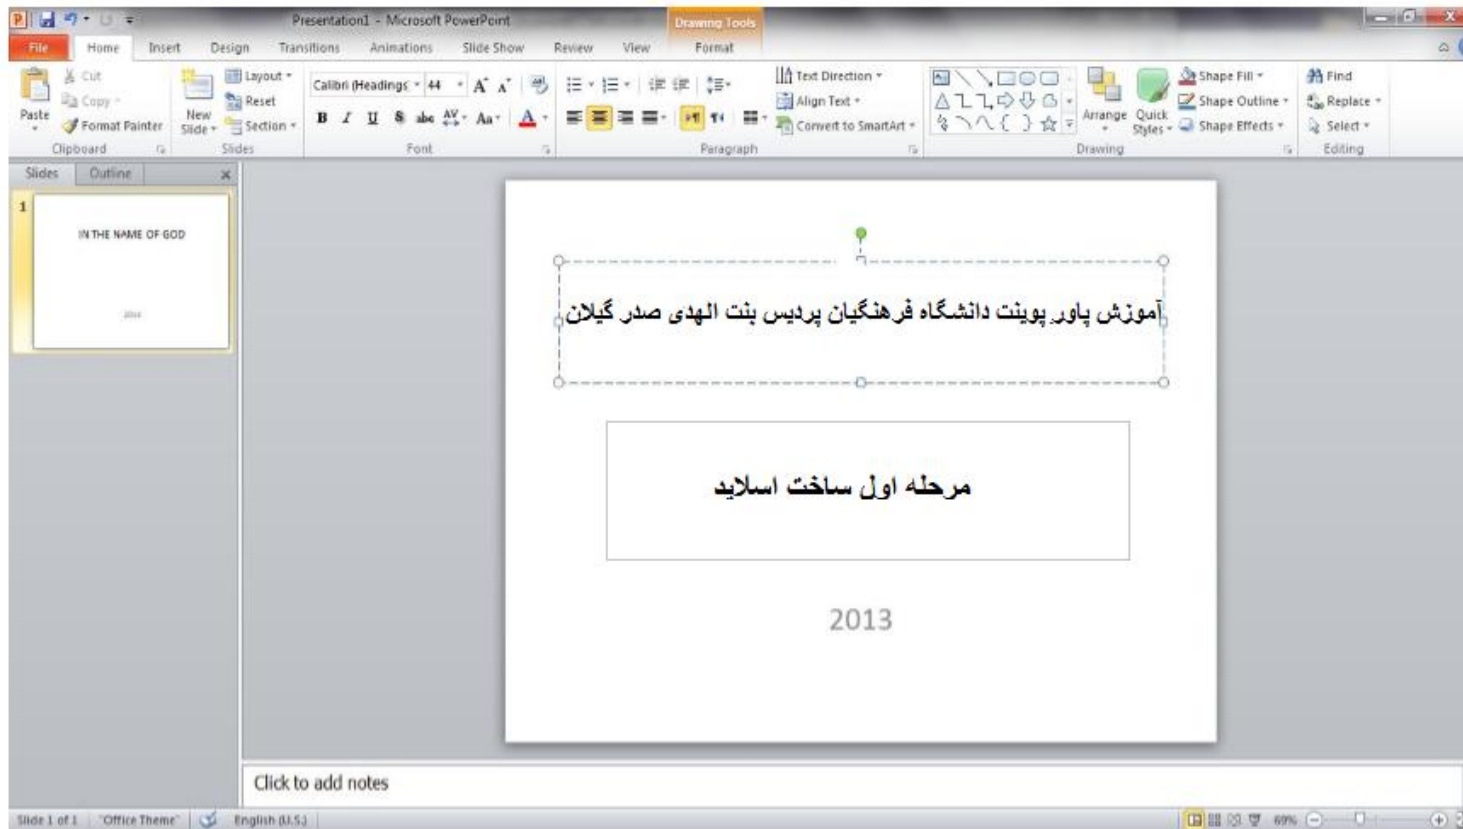 Presentation1 - Microsoft PowerPoint
Drawing Tools
File Home Insert Design Transitions Animations Slide Show Review View Format
Paste
Cut
Copy
Format Painter
Clipboard
New Slide
Layout
Reset
Section
Slides
Calibri (Headings 44
B I U S abc AV Aa A
Font
Text Direction
Align Text
Convert to SmartArt
Paragraph
Arrange
Quick Styles
Shape Fill
Shape Outline
Shape Effects
Drawing
Find
Replace
Select
Editing
Slides Outline
1
IN THE NAME OF GOD
آموزش پاور پوینت دانشگاه فرهنگیان پردیس بنت الهدی صدر گیلان
مرحله اول ساخت اسلاید
2013
Click to add notes
Slide 1 of 1 "Office Theme" English (U.S.) 69%